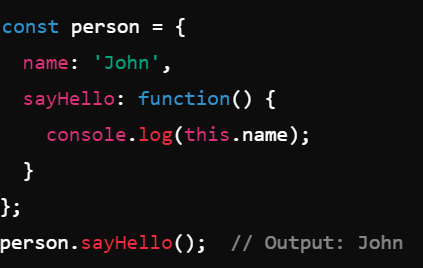 const person = {
  name: 'John',
  sayHello: function() {
    console.log(this.name);
  }
};
person.sayHello();  // Output: John